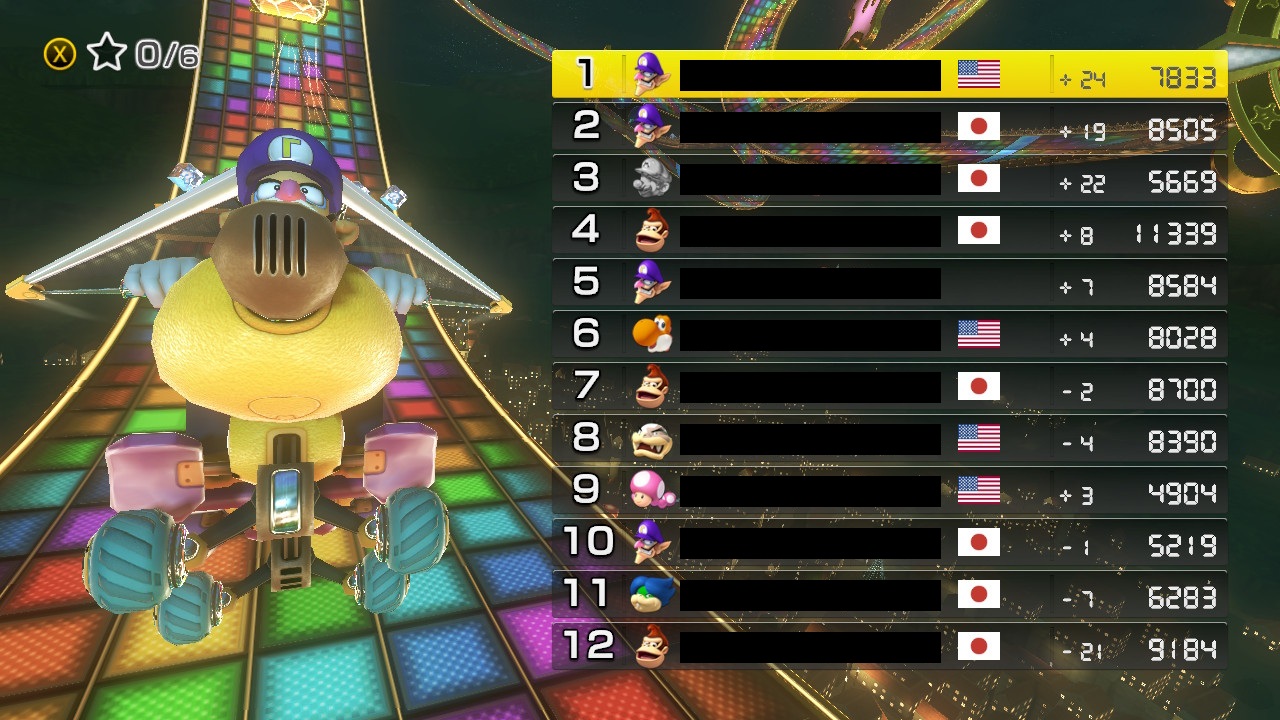 X 0/6
1 + 24 7833
2 + 19 8505
3 + 22 5669
4 + 8 11339
5 + 7 8584
6 + 4 8028
7 - 2 8700
8 - 4 8390
9 + 3 4904
10 - 1 5219
11 - 7 6283
12 - 21 9184